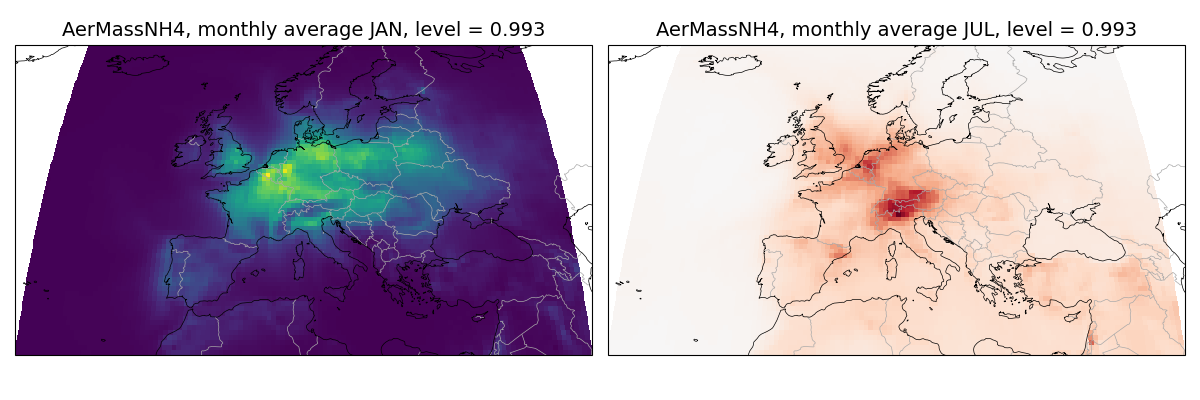 AerMassNH4, monthly average JAN, level = 0.993
AerMassNH4, monthly average JUL, level = 0.993